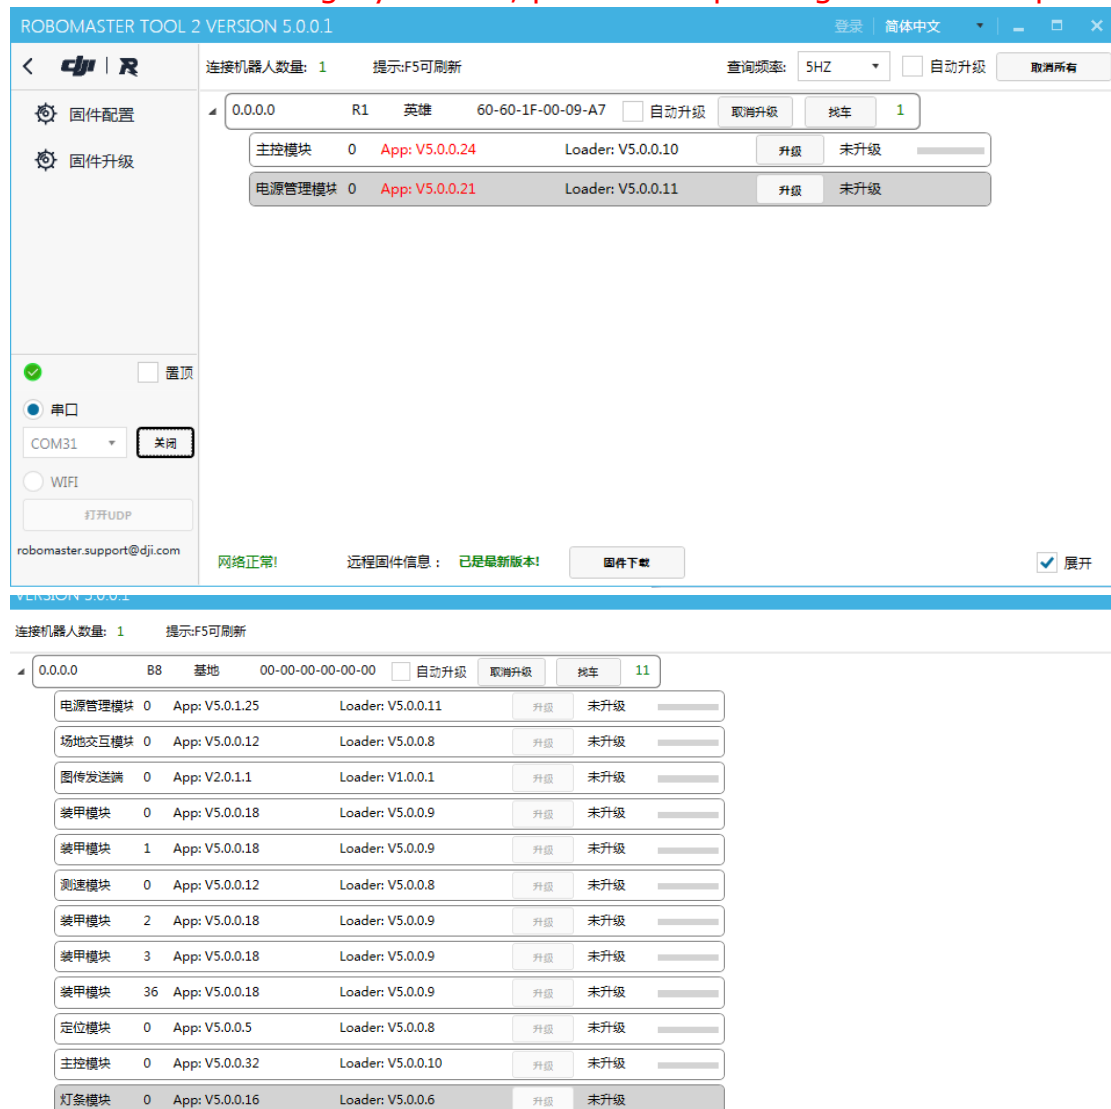 ROBOMASTER TOOL 2 VERSION 5.0.0.1 登录 简体中文
dji R 连接机器人数量: 1 提示:F5可刷新 查询频率: 5HZ 自动升级 取消所有
固件配置
固件升级
0.0.0.0 R1 英雄 60-60-1F-00-09-A7 自动升级 取消升级 找车 1
主控模块 0 App: V5.0.0.24 Loader: V5.0.0.10 升级 未升级
电源管理模块 0 App: V5.0.0.21 Loader: V5.0.0.11 升级 未升级
置顶
串口
COM31 关闭
WIFI
打开UDP
robomaster.support@dji.com
网络正常! 远程固件信息: 已是最新版本! 固件下载 展开
VERSION 5.0.0.1
连接机器人数量: 1 提示:F5可刷新
0.0.0.0 B8 基地 00-00-00-00-00-00 自动升级 取消升级 找车 11
电源管理模块 0 App: V5.0.1.25 Loader: V5.0.0.11 升级 未升级
场地交互模块 0 App: V5.0.0.12 Loader: V5.0.0.8 升级 未升级
图传发送端 0 App: V2.0.1.1 Loader: V1.0.0.1 升级 未升级
装甲模块 0 App: V5.0.0.18 Loader: V5.0.0.9 升级 未升级
装甲模块 1 App: V5.0.0.18 Loader: V5.0.0.9 升级 未升级
测速模块 0 App: V5.0.0.12 Loader: V5.0.0.8 升级 未升级
装甲模块 2 App: V5.0.0.18 Loader: V5.0.0.9 升级 未升级
装甲模块 3 App: V5.0.0.18 Loader: V5.0.0.9 升级 未升级
装甲模块 36 App: V5.0.0.18 Loader: V5.0.0.9 升级 未升级
定位模块 0 App: V5.0.0.5 Loader: V5.0.0.8 升级 未升级
主控模块 0 App: V5.0.0.32 Loader: V5.0.0.10 升级 未升级
灯条模块 0 App: V5.0.0.16 Loader: V5.0.0.6 升级 未升级